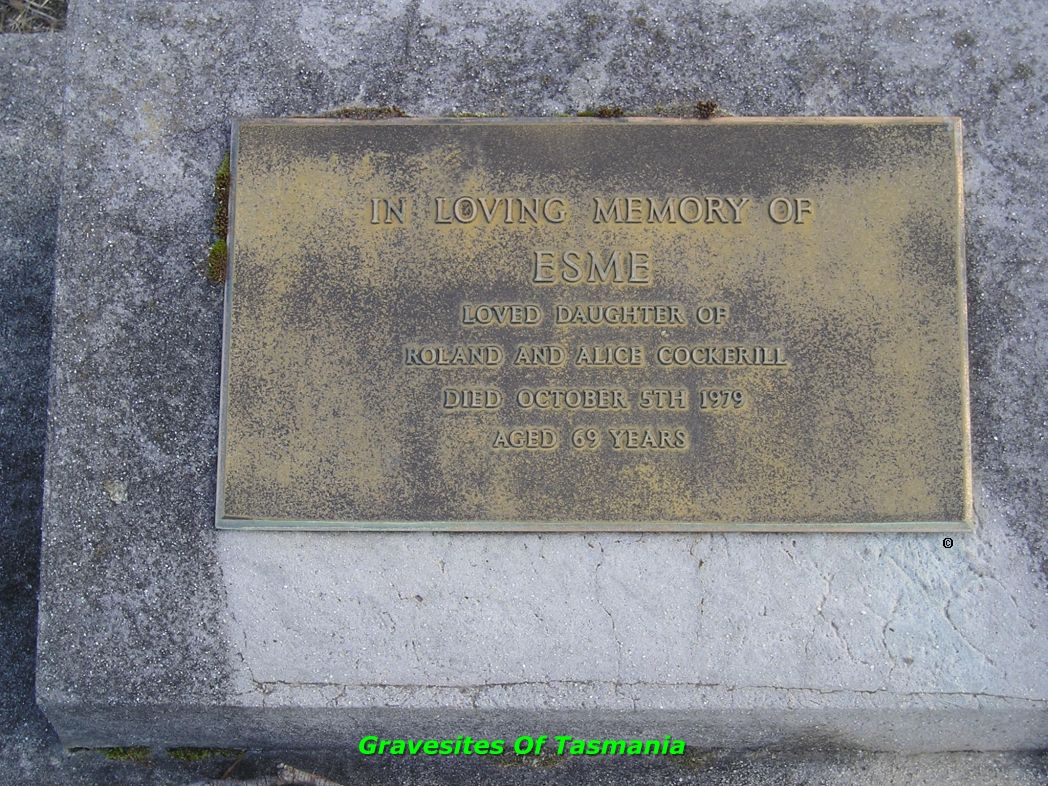 IN LOVING MEMORY OF
ESME
LOVED DAUGHTER OF
ROLAND AND ALICE COCKERILL
DIED OCTOBER 5TH 1979
AGED 69 YEARS
©
Gravesites Of Tasmania